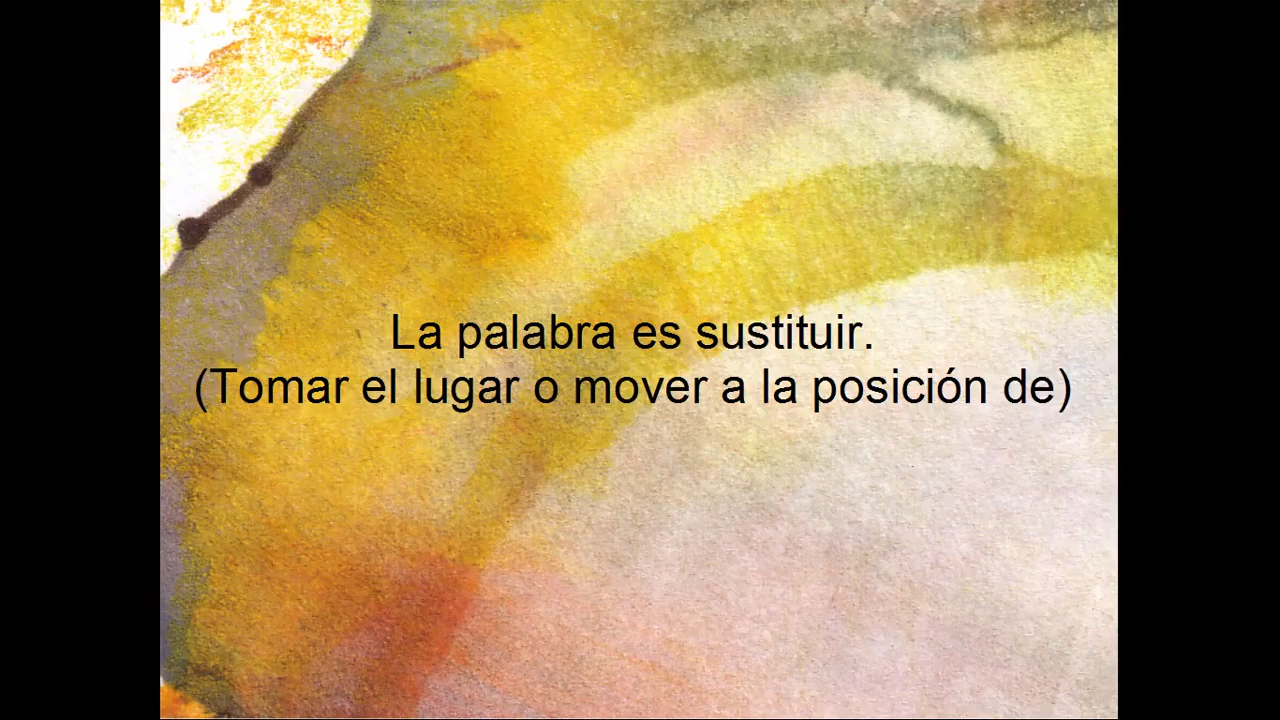 La palabra es sustituir.
(Tomar el lugar o mover a la posición de)